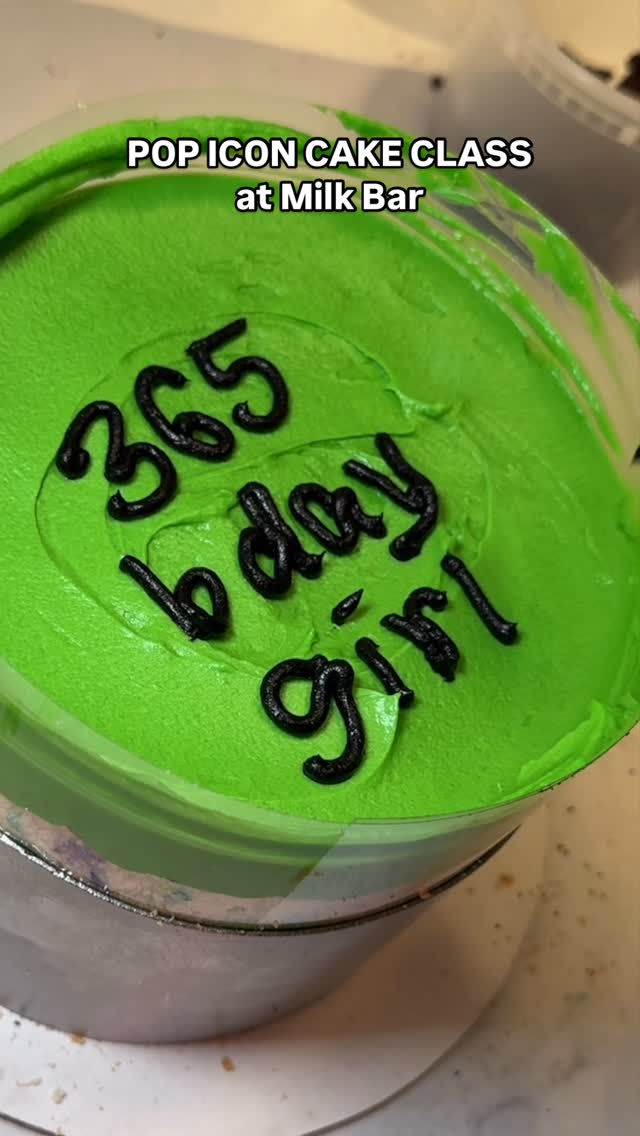 POP ICON CAKE CLASS
at Milk Bar
365
bday
girl